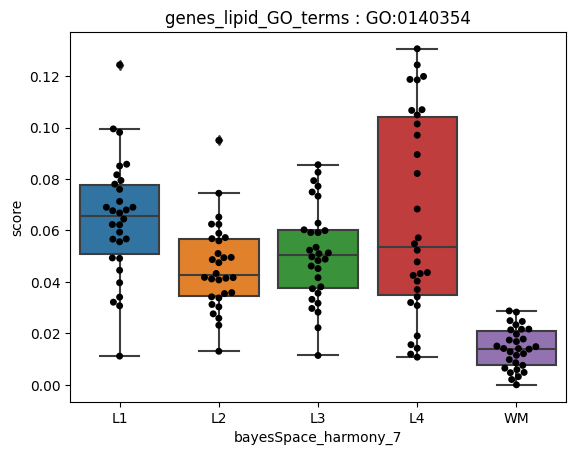 genes_lipid_GO_terms : GO:0140354
score
0.12
0.10
0.08
0.06
0.04
0.02
0.00
L1 L2 L3 L4 WM
bayesSpace_harmony_7